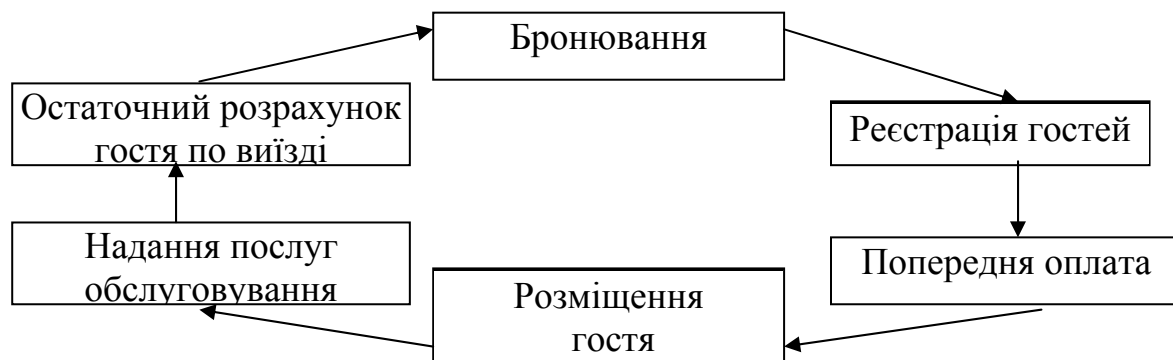 Бронювання
Остаточний розрахунок
гостя по виїзді
Реєстрація гостей
Надання послуг
обслуговування
Розміщення
гостя
Попередня оплата